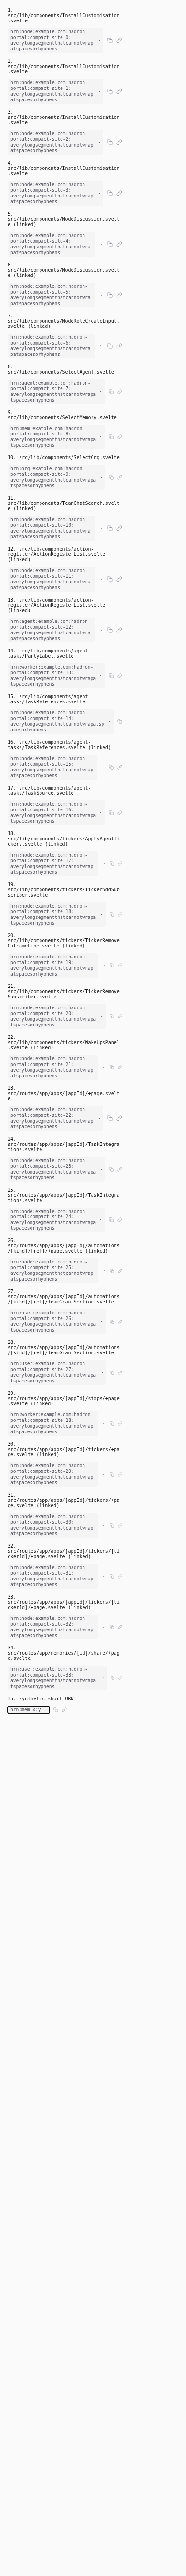 1.
src/lib/components/InstallCustomisation
.svelte
hrn:node:example.com:hadron-
portal:compact-site-0:
averylongsegmentthatcannotwrap
atspacesorhyphens
2.
src/lib/components/InstallCustomisation
.svelte
hrn:node:example.com:hadron-
portal:compact-site-1:
averylongsegmentthatcannotwrap
atspacesorhyphens
3.
src/lib/components/InstallCustomisation
.svelte
hrn:node:example.com:hadron-
portal:compact-site-2:
averylongsegmentthatcannotwrap
atspacesorhyphens
4.
src/lib/components/InstallCustomisation
.svelte
hrn:node:example.com:hadron-
portal:compact-site-3:
averylongsegmentthatcannotwrap
atspacesorhyphens
5.
src/lib/components/NodeDiscussion.svelt
e (linked)
hrn:node:example.com:hadron-
portal:compact-site-4:
averylongsegmentthatcannotwra
patspacesorhyphens
6.
src/lib/components/NodeDiscussion.svelt
e (linked)
hrn:node:example.com:hadron-
portal:compact-site-5:
averylongsegmentthatcannotwra
patspacesorhyphens
7.
src/lib/components/NodeRoleCreateInput.
svelte (linked)
hrn:node:example.com:hadron-
portal:compact-site-6:
averylongsegmentthatcannotwra
patspacesorhyphens
8.
src/lib/components/SelectAgent.svelte
hrn:agent:example.com:hadron-
portal:compact-site-7:
averylongsegmentthatcannotwrapa
tspacesorhyphens
9.
src/lib/components/SelectMemory.svelte
hrn:mem:example.com:hadron-
portal:compact-site-8:
averylongsegmentthatcannotwrapa
tspacesorhyphens
10. src/lib/components/SelectOrg.svelte
hrn:org:example.com:hadron-
portal:compact-site-9:
averylongsegmentthatcannotwrapa
tspacesorhyphens
11.
src/lib/components/TeamChatSearch.svelt
e (linked)
hrn:node:example.com:hadron-
portal:compact-site-10:
averylongsegmentthatcannotwra
patspacesorhyphens
12. src/lib/components/action-
register/ActionRegisterList.svelte
(linked)
hrn:node:example.com:hadron-
portal:compact-site-11:
averylongsegmentthatcannotwra
patspacesorhyphens
13. src/lib/components/action-
register/ActionRegisterList.svelte
(linked)
hrn:agent:example.com:hadron-
portal:compact-site-12:
averylongsegmentthatcannotwra
patspacesorhyphens
14. src/lib/components/agent-
tasks/PartyLabel.svelte
hrn:worker:example.com:hadron-
portal:compact-site-13:
averylongsegmentthatcannotwrapa
tspacesorhyphens
15. src/lib/components/agent-
tasks/TaskReferences.svelte
hrn:node:example.com:hadron-
portal:compact-site-14:
averylongsegmentthatcannotwrapatsp
acesorhyphens
16. src/lib/components/agent-
tasks/TaskReferences.svelte (linked)
hrn:node:example.com:hadron-
portal:compact-site-15:
averylongsegmentthatcannotwrap
atspacesorhyphens
17. src/lib/components/agent-
tasks/TaskSource.svelte
hrn:node:example.com:hadron-
portal:compact-site-16:
averylongsegmentthatcannotwrapa
tspacesorhyphens
18.
src/lib/components/tickers/ApplyAgentTi
ckers.svelte (linked)
hrn:node:example.com:hadron-
portal:compact-site-17:
averylongsegmentthatcannotwrap
atspacesorhyphens
19.
src/lib/components/tickers/TickerAddSub
scriber.svelte
hrn:node:example.com:hadron-
portal:compact-site-18:
averylongsegmentthatcannotwrapa
tspacesorhyphens
20.
src/lib/components/tickers/TickerRemove
OutcomeLine.svelte (linked)
hrn:node:example.com:hadron-
portal:compact-site-19:
averylongsegmentthatcannotwrap
atspacesorhyphens
21.
src/lib/components/tickers/TickerRemove
Subscriber.svelte
hrn:node:example.com:hadron-
portal:compact-site-20:
averylongsegmentthatcannotwrapa
tspacesorhyphens
22.
src/lib/components/tickers/WakeUpsPanel
.svelte (linked)
hrn:node:example.com:hadron-
portal:compact-site-21:
averylongsegmentthatcannotwrap
atspacesorhyphens
23.
src/routes/app/apps/[appId]/+page.svelt
e
hrn:node:example.com:hadron-
portal:compact-site-22:
averylongsegmentthatcannotwrap
atspacesorhyphens
24.
src/routes/app/apps/[appId]/TaskIntegra
tions.svelte
hrn:node:example.com:hadron-
portal:compact-site-23:
averylongsegmentthatcannotwrapa
tspacesorhyphens
25.
src/routes/app/apps/[appId]/TaskIntegra
tions.svelte
hrn:node:example.com:hadron-
portal:compact-site-24:
averylongsegmentthatcannotwrapa
tspacesorhyphens
26.
src/routes/app/apps/[appId]/automations
/[kind]/[ref]/+page.svelte (linked)
hrn:node:example.com:hadron-
portal:compact-site-25:
averylongsegmentthatcannotwrap
atspacesorhyphens
27.
src/routes/app/apps/[appId]/automations
/[kind]/[ref]/TeamGrantSection.svelte
hrn:user:example.com:hadron-
portal:compact-site-26:
averylongsegmentthatcannotwrapa
tspacesorhyphens
28.
src/routes/app/apps/[appId]/automations
/[kind]/[ref]/TeamGrantSection.svelte
hrn:user:example.com:hadron-
portal:compact-site-27:
averylongsegmentthatcannotwrapa
tspacesorhyphens
29.
src/routes/app/apps/[appId]/stops/+page
.svelte (linked)
hrn:worker:example.com:hadron-
portal:compact-site-28:
averylongsegmentthatcannotwrap
atspacesorhyphens
30.
src/routes/app/apps/[appId]/tickers/+pa
ge.svelte (linked)
hrn:node:example.com:hadron-
portal:compact-site-29:
averylongsegmentthatcannotwrap
atspacesorhyphens
31.
src/routes/app/apps/[appId]/tickers/+pa
ge.svelte (linked)
hrn:node:example.com:hadron-
portal:compact-site-30:
averylongsegmentthatcannotwrap
atspacesorhyphens
32.
src/routes/app/apps/[appId]/tickers/[ti
ckerId]/+page.svelte (linked)
hrn:node:example.com:hadron-
portal:compact-site-31:
averylongsegmentthatcannotwrap
atspacesorhyphens
33.
src/routes/app/apps/[appId]/tickers/[ti
ckerId]/+page.svelte (linked)
hrn:node:example.com:hadron-
portal:compact-site-32:
averylongsegmentthatcannotwrap
atspacesorhyphens
34.
src/routes/app/memories/[id]/share/+pag
e.svelte
hrn:user:example.com:hadron-
portal:compact-site-33:
averylongsegmentthatcannotwrapa
tspacesorhyphens
35. synthetic short URN
hrn:mem:x:y